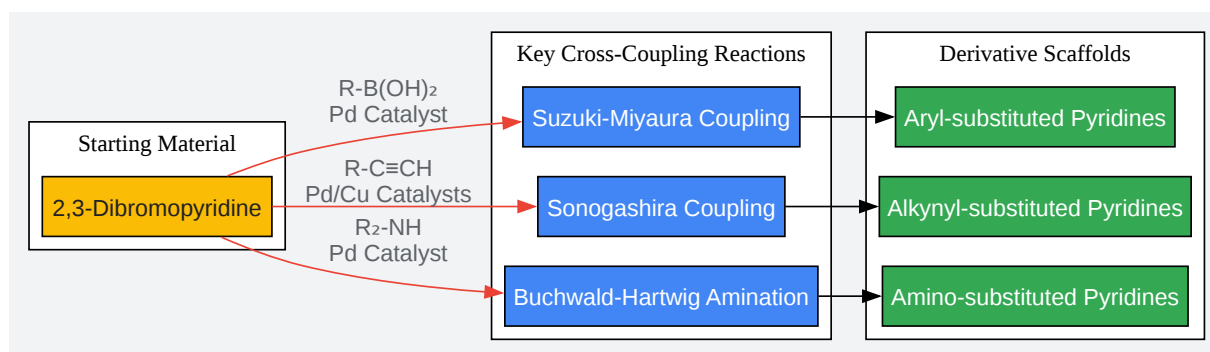 Starting Material
2,3-Dibromopyridine
R-B(OH)₂
Pd Catalyst
R-C≡CH
Pd/Cu Catalysts
R₂-NH
Pd Catalyst
Key Cross-Coupling Reactions
Suzuki-Miyaura Coupling
Sonogashira Coupling
Buchwald-Hartwig Amination
Derivative Scaffolds
Aryl-substituted Pyridines
Alkynyl-substituted Pyridines
Amino-substituted Pyridines